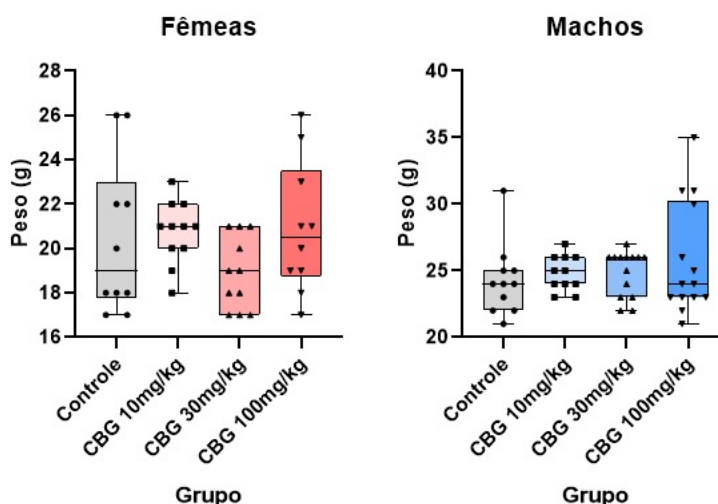 Fêmeas
Peso (g)
28
26
24
22
20
18
16
Controle
CBG 10mg/kg
CBG 30mg/kg
CBG 100mg/kg
Grupo
Machos
Peso (g)
40
35
30
25
20
Controle
CBG 10mg/kg
CBG 30mg/kg
CBG 100mg/kg
Grupo